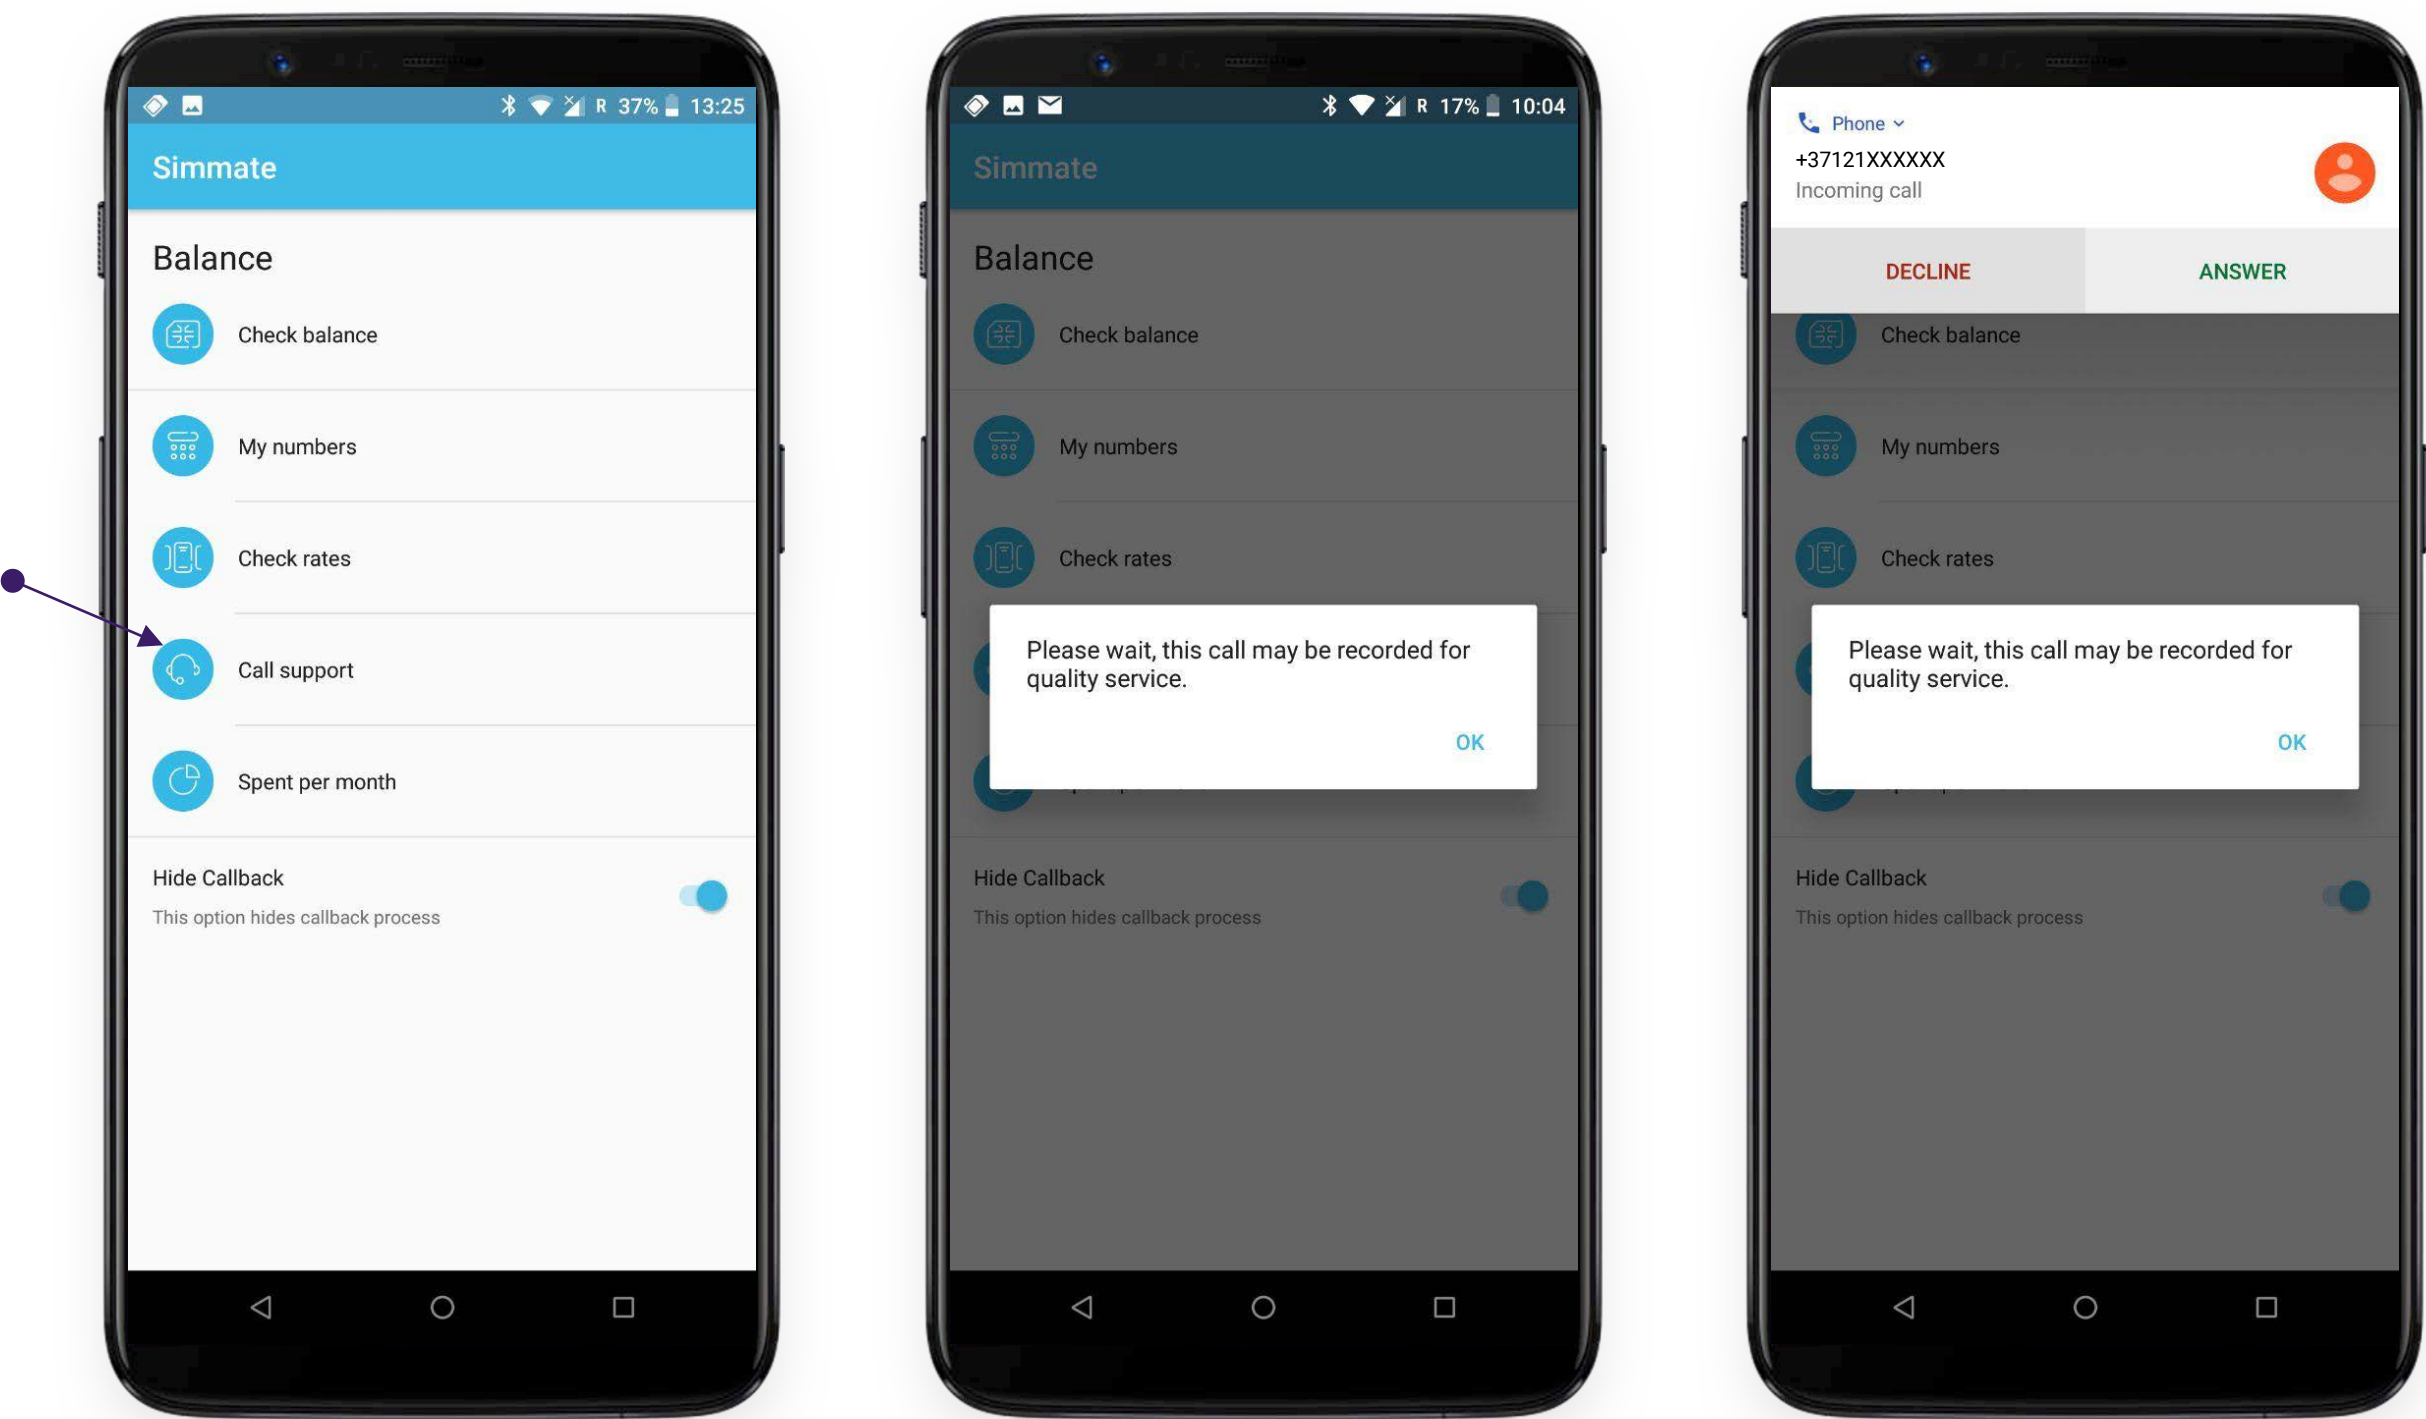 R 37% 13:25
Simmate
Balance
Check balance
My numbers
Check rates
Call support
Spent per month
Hide Callback
This option hides callback process
R 17% 10:04
Simmate
Balance
Check balance
My numbers
Check rates
Please wait, this call may be recorded for
quality service.
OK
Hide Callback
This option hides callback process
Phone
+37121XXXXXX
Incoming call
DECLINE ANSWER
Check balance
My numbers
Check rates
Please wait, this call may be recorded for
quality service.
OK
Hide Callback
This option hides callback process